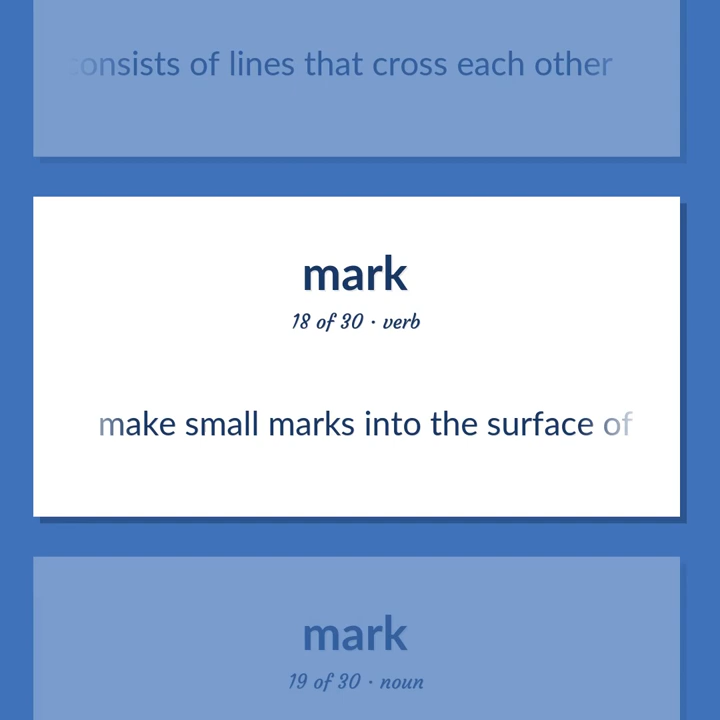 consists of lines that cross each other
mark
18 of 30 · verb
make small marks into the surface of
mark
19 of 30 · noun